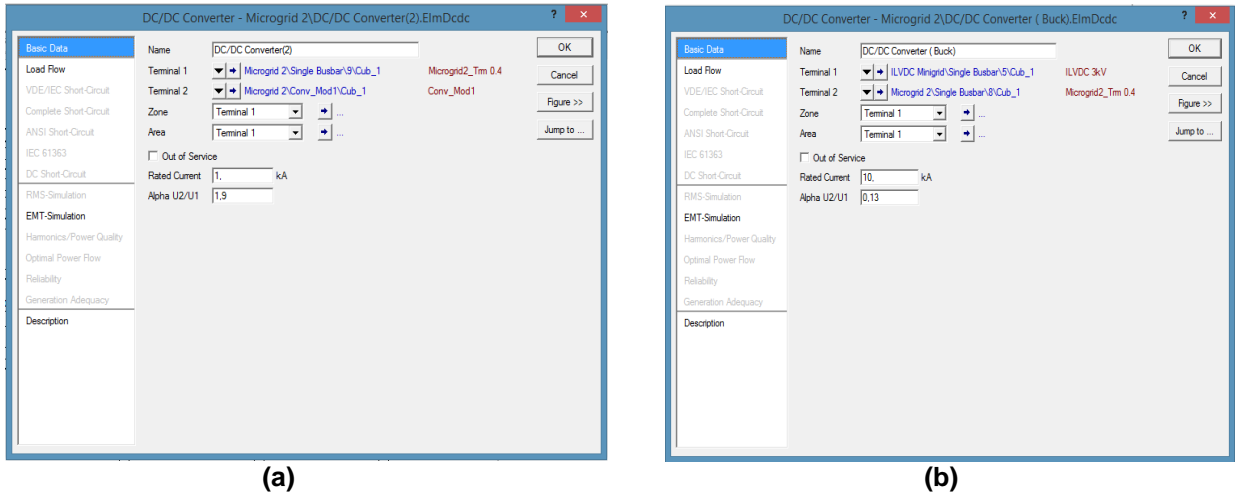 DC/DC Converter - Microgrid 2\DC/DC Converter(2).ElmDcdc ? ×
Basic Data
Load Flow
VDE/IEC Short-Circuit
Complete Short-Circuit
ANSI Short-Circuit
IEC 61363
DC Short-Circuit
RMS-Simulation
EMT-Simulation
Harmonics/Power Quality
Optimal Power Flow
Reliability
Generation Adequacy
Description
Name DC/DC Converter(2)
Terminal 1 Microgrid 2\Single Busbar\9\Cub_1 Microgrid2_Trm 0.4
Terminal 2 Microgrid 2\Conv_Mod1\Cub_1 Conv_Mod1
Zone Terminal 1 ...
Area Terminal 1 ...
Out of Service
Rated Current 1, kA
Alpha U2/U1 1,9
OK
Cancel
Figure >>
Jump to ...
(a)
DC/DC Converter - Microgrid 2\DC/DC Converter ( Buck).ElmDcdc ? ×
Basic Data
Load Flow
VDE/IEC Short-Circuit
Complete Short-Circuit
ANSI Short-Circuit
IEC 61363
DC Short-Circuit
RMS-Simulation
EMT-Simulation
Harmonics/Power Quality
Optimal Power Flow
Reliability
Generation Adequacy
Description
Name DC/DC Converter ( Buck)
Terminal 1 ILVDC Minigrid\Single Busbar\5\Cub_1 ILVDC 3kV
Terminal 2 Microgrid 2\Single Busbar\8\Cub_1 Microgrid2_Trm 0.4
Zone Terminal 1 ...
Area Terminal 1 ...
Out of Service
Rated Current 10, kA
Alpha U2/U1 0,13
OK
Cancel
Figure >>
Jump to ...
(b)